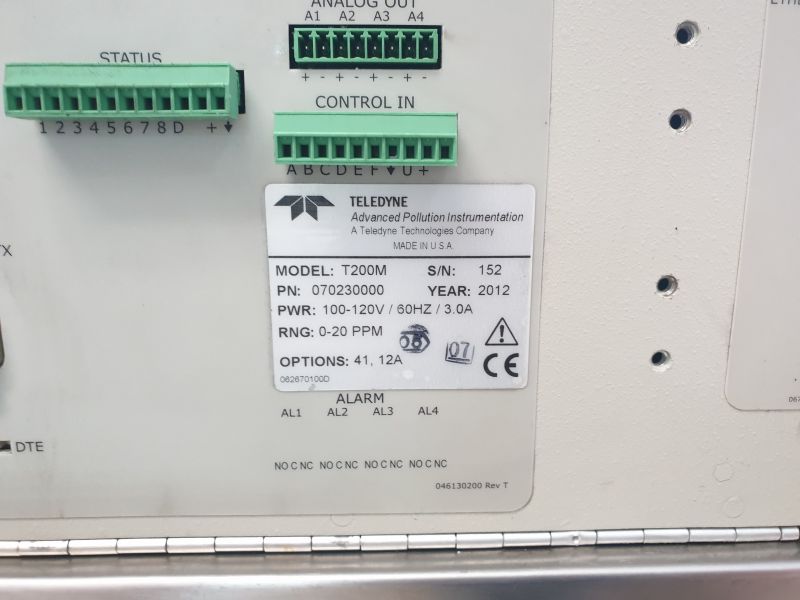 ANALOG OUT
A1 A2 A3 A4
+ - + - + - + -
STATUS
1 2 3 4 5 6 7 8 D +
CONTROL IN
A B C D E F U +
TELEDYNE
Advanced Pollution Instrumentation
A Teledyne Technologies Company
MADE IN U.S.A.
MODEL: T200M S/N: 152
PN: 070230000 YEAR: 2012
PWR: 100-120V / 60HZ / 3.0A
RNG: 0-20 PPM
07
OPTIONS: 41, 12A
CE
062670100D
ALARM
AL1 AL2 AL3 AL4
DTE
NO C NC NO C NC NO C NC NO C NC
046130200 Rev T